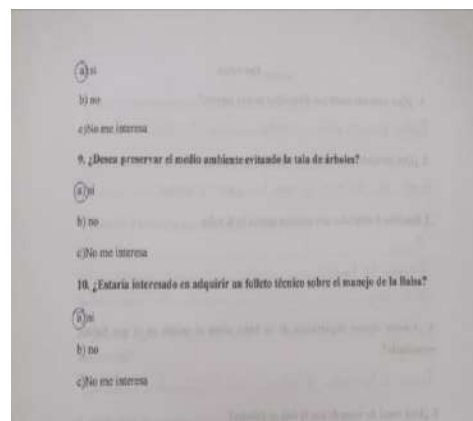 a)si
b) no
c)No me interesa
9. ¿Desea preservar el medio ambiente evitando la tala de árboles?
a)si
b) no
c)No me interesa
10. ¿Estaría interesado en adquirir un folleto técnico sobre el manejo de la Balsa?
a)si
b) no
c)No me interesa